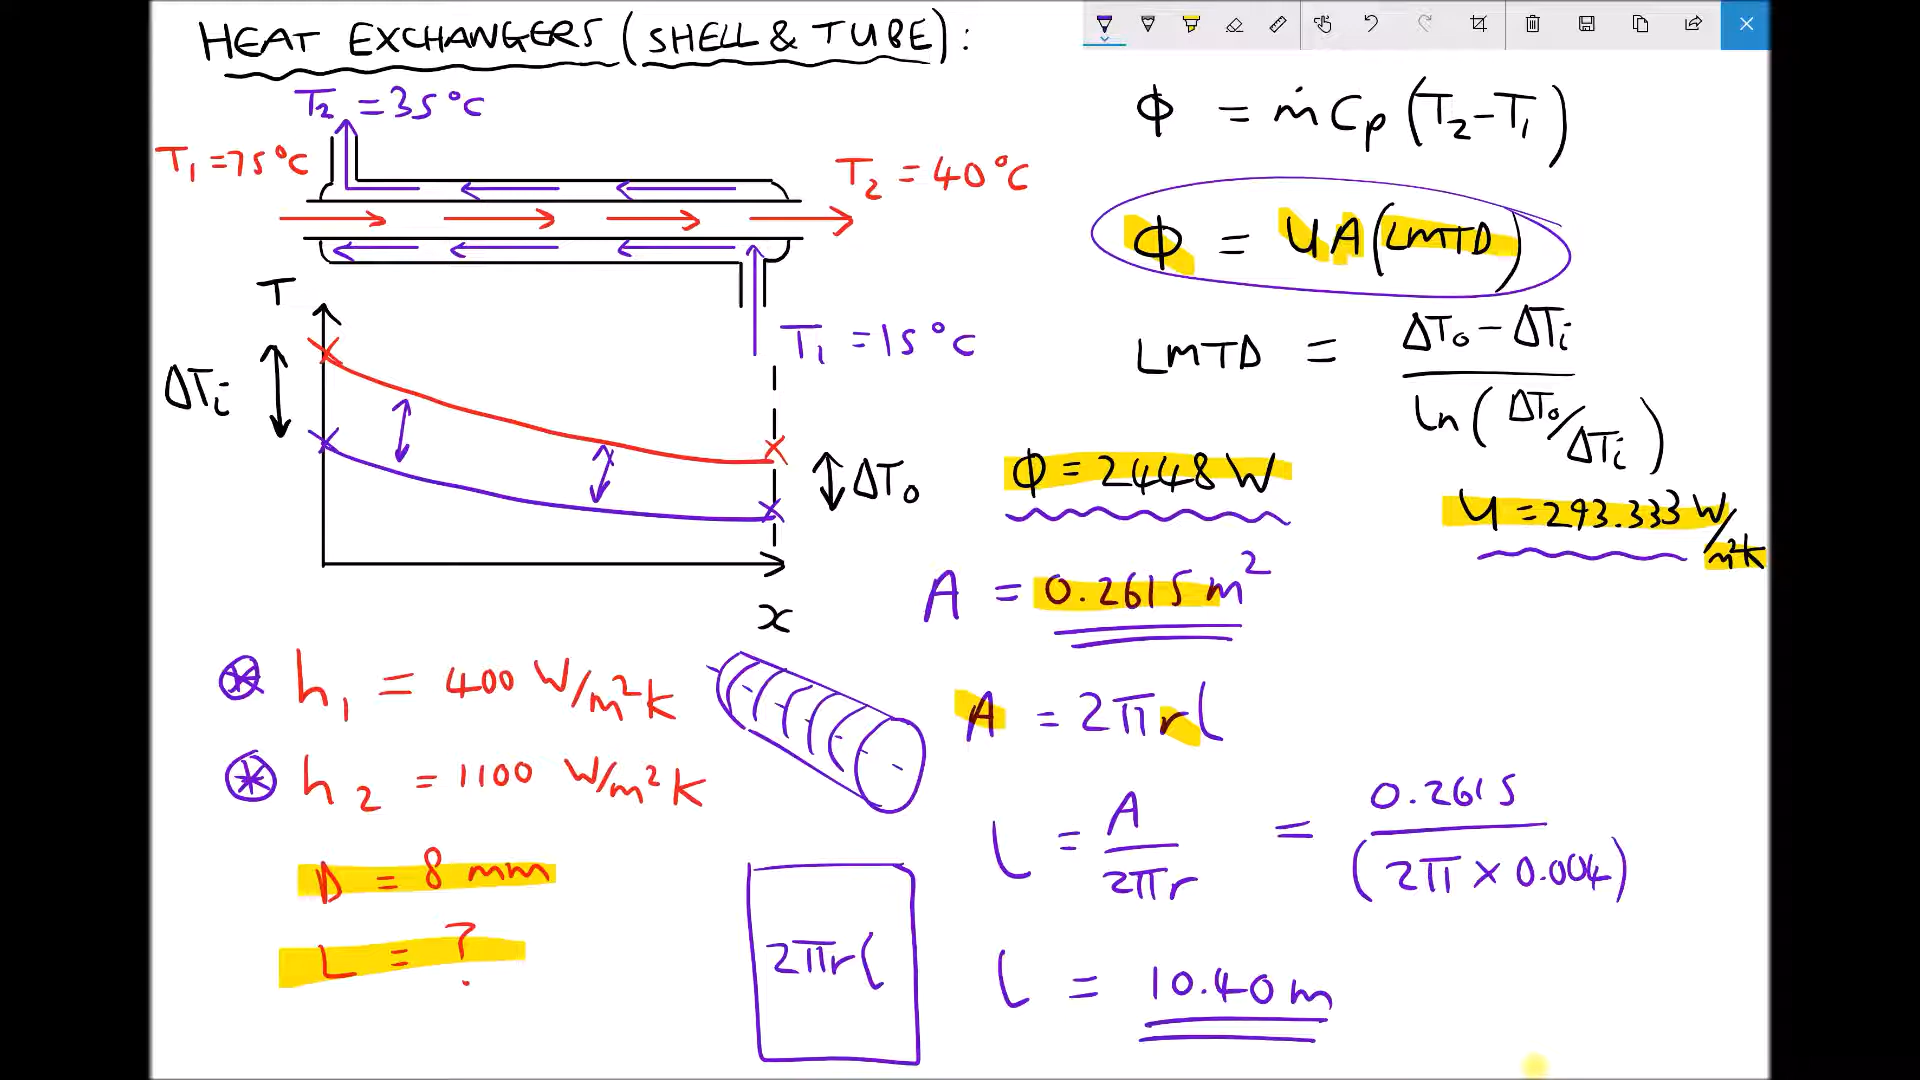 HEAT EXCHANGERS (SHELL & TUBE):
T₂ = 35°C
T₁ = 75°C
T₂ = 40°C
T₁ = 15°C
T
ΔTᵢ
ΔT₀
x
h₁ = 400 W/m²K
h₂ = 1100 W/m²K
D = 8 mm
L = ?
2πrl
Φ = ṁCp(T₂-T₁)
Φ = UA(LMTD)
LMTD = ΔT₀ - ΔTᵢ
ln(ΔT₀/ΔTᵢ)
Φ = 2448 W
U = 293.333 W/m²K
A = 0.2615 m²
A = 2πrl
l = A / 2πr = 0.2615 / (2π × 0.004)
l = 10.40 m